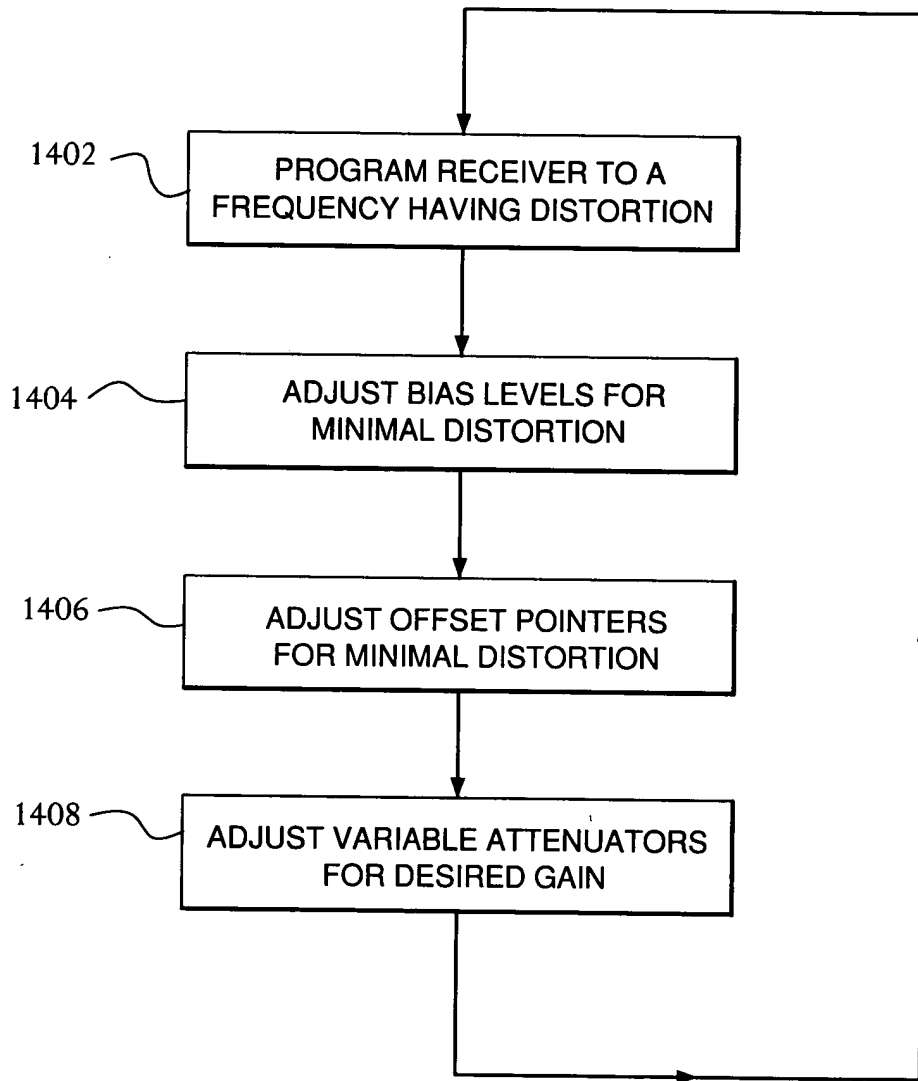 1402
PROGRAM RECEIVER TO A
FREQUENCY HAVING DISTORTION
1404
ADJUST BIAS LEVELS FOR
MINIMAL DISTORTION
1406
ADJUST OFFSET POINTERS
FOR MINIMAL DISTORTION
1408
ADJUST VARIABLE ATTENUATORS
FOR DESIRED GAIN